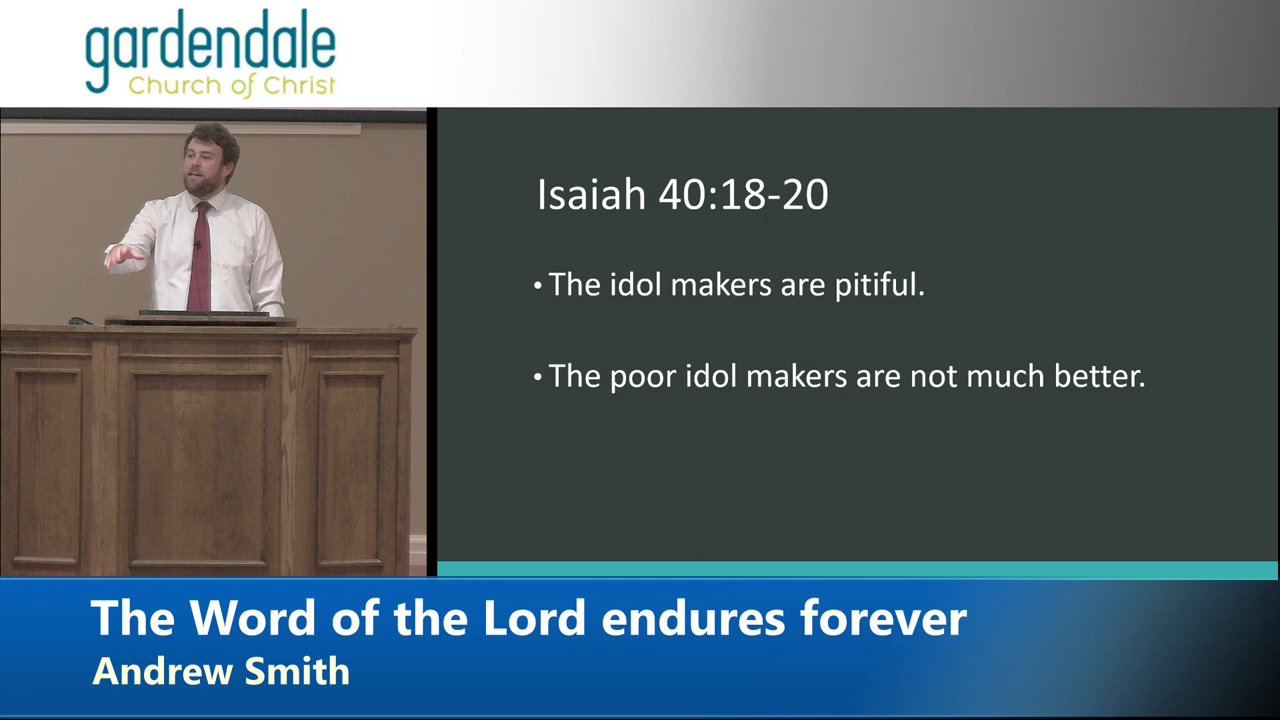 gardendale
Church of Christ
Isaiah 40:18-20
• The idol makers are pitiful.
• The poor idol makers are not much better.
The Word of the Lord endures forever
Andrew Smith